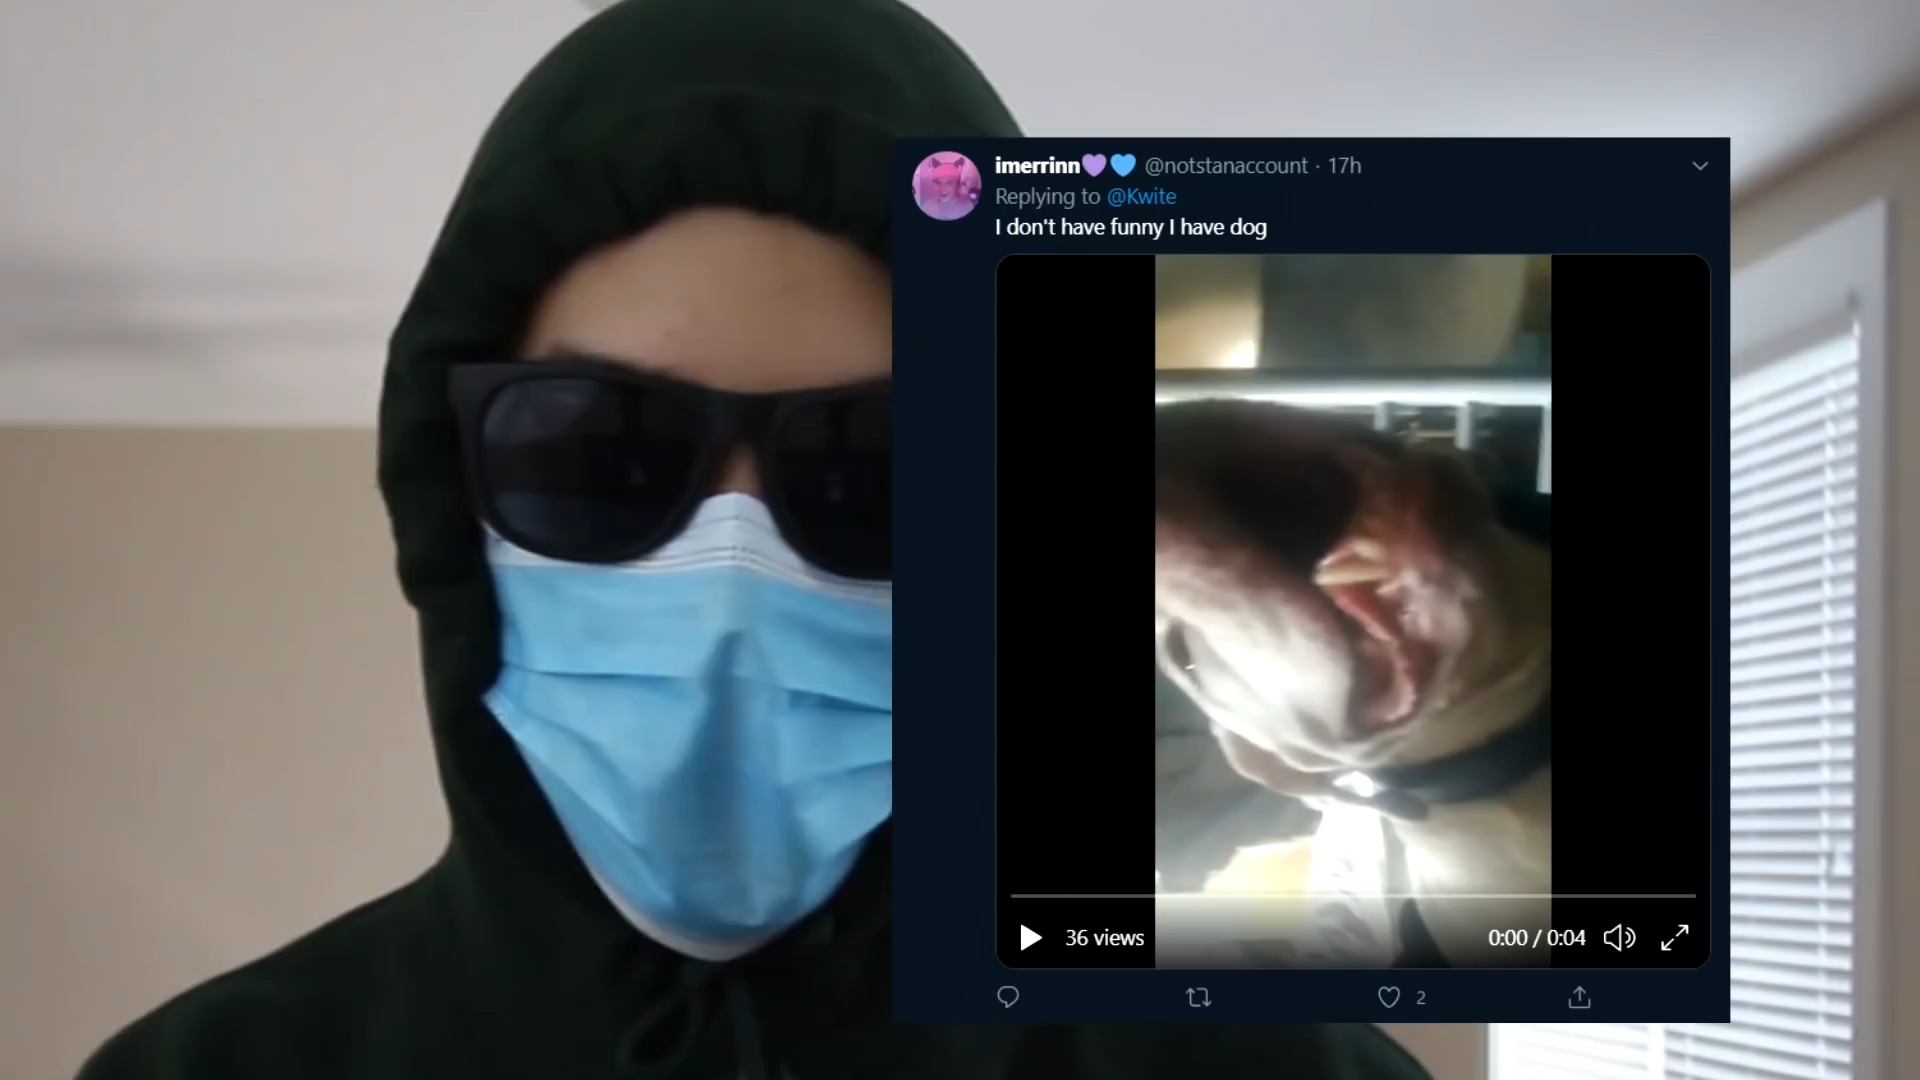 imerrinn💜💙 @notstanaccount · 17h
Replying to @Kwite
I don't have funny I have dog
36 views
0:00 / 0:04
2